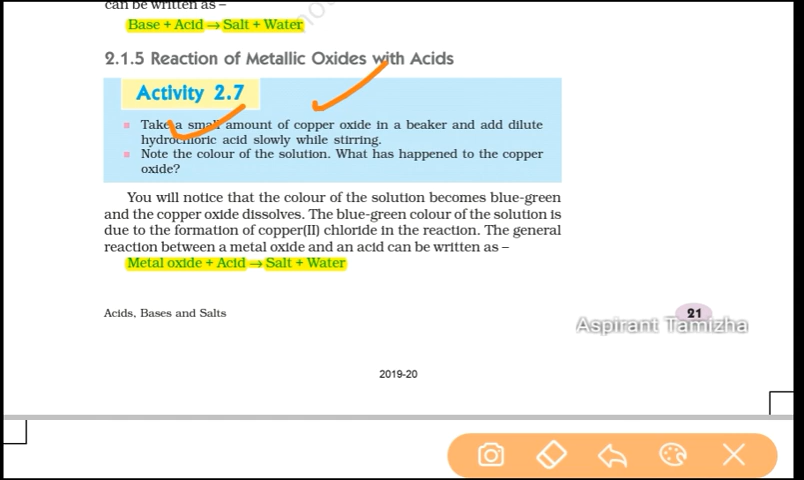 can be written as –
Base + Acid → Salt + Water
2.1.5 Reaction of Metallic Oxides with Acids
Activity 2.7
Take a small amount of copper oxide in a beaker and add dilute
hydrochloric acid slowly while stirring.
Note the colour of the solution. What has happened to the copper
oxide?
You will notice that the colour of the solution becomes blue-green
and the copper oxide dissolves. The blue-green colour of the solution is
due to the formation of copper(II) chloride in the reaction. The general
reaction between a metal oxide and an acid can be written as –
Metal oxide + Acid → Salt + Water
Acids, Bases and Salts
21
Aspirant Tamizha
2019-20